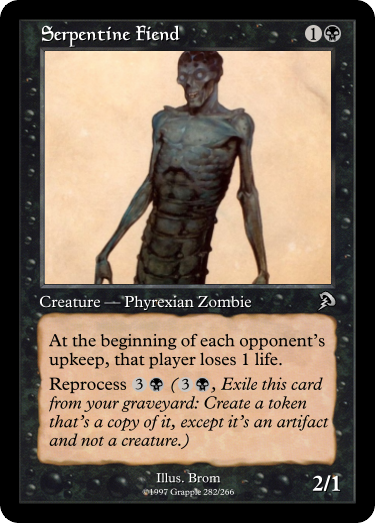 Serpentine Fiend 1
Creature — Phyrexian Zombie
At the beginning of each opponent's
upkeep, that player loses 1 life.
Reprocess 3 ( 3 , Exile this card
from your graveyard: Create a token
that's a copy of it, except it's an artifact
and not a creature.)
Illus. Brom
©1997 Grapple 282/266
2/1